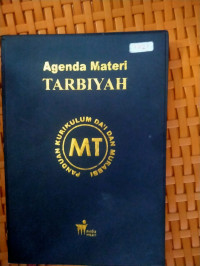 Agenda Materi
TARBIYAH
PANDUAN KURIKULUM DA'I DAN MURABBI
MT